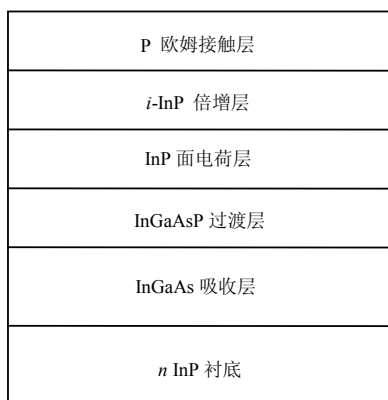 P 欧姆接触层
i-InP 倍增层
InP 面电荷层
InGaAsP 过渡层
InGaAs 吸收层
n InP 衬底